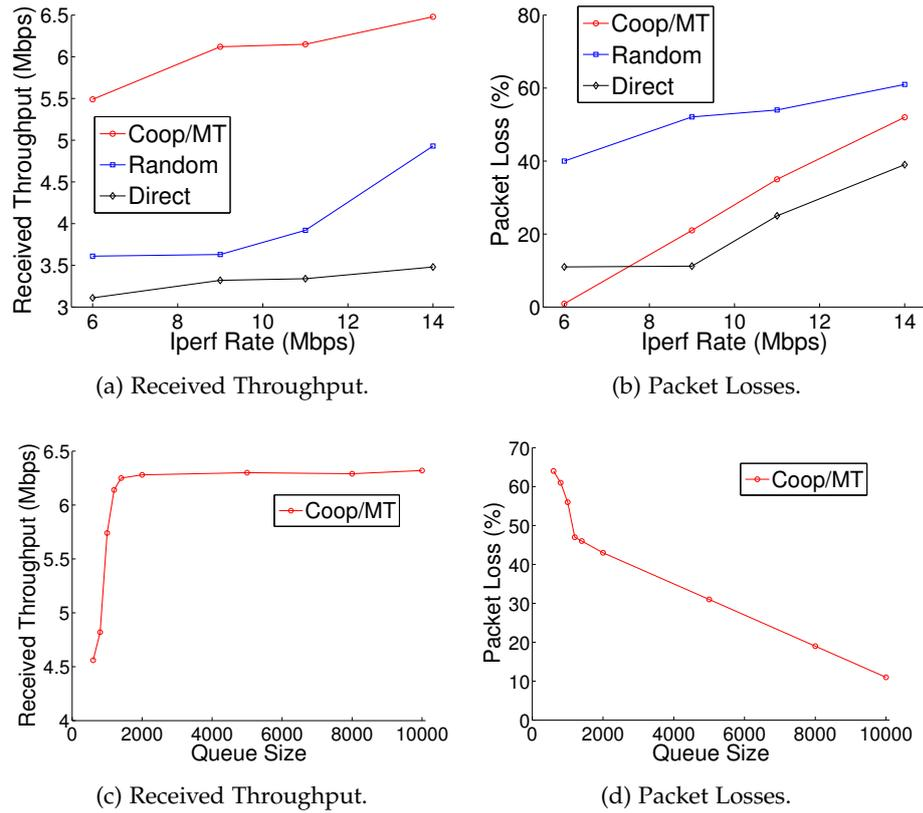 6.5
6
5.5
5
4.5
4
3.5
3
Received Throughput (Mbps)
Coop/MT
Random
Direct
6 8 10 12 14
Iperf Rate (Mbps)
(a) Received Throughput.
80
60
40
20
0
Packet Loss (%)
Coop/MT
Random
Direct
6 8 10 12 14
Iperf Rate (Mbps)
(b) Packet Losses.
6.5
6
5.5
5
4.5
4
Received Throughput (Mbps)
Coop/MT
0 2000 4000 6000 8000 10000
Queue Size
(c) Received Throughput.
70
60
50
40
30
20
10
0
Packet Loss (%)
Coop/MT
0 2000 4000 6000 8000 10000
Queue Size
(d) Packet Losses.